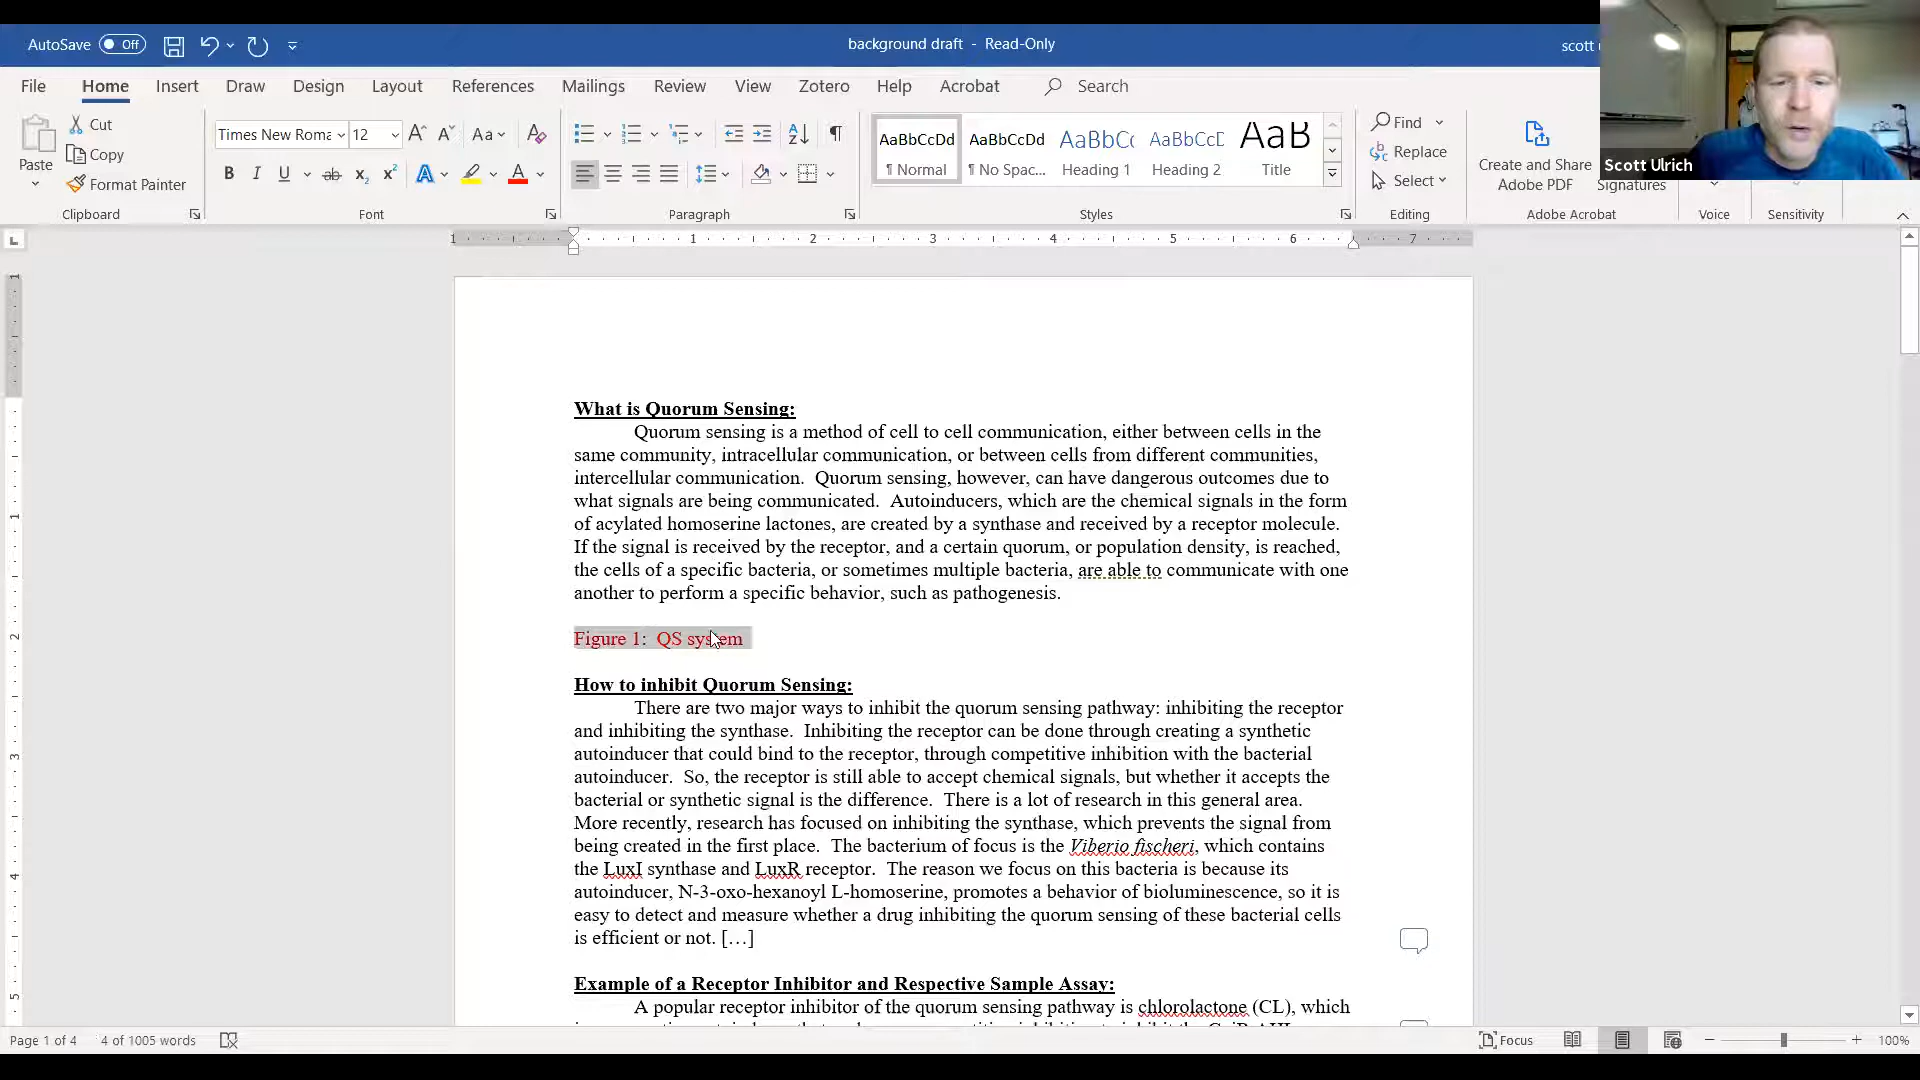 AutoSave Off
background draft - Read-Only
scott
File Home Insert Draw Design Layout References Mailings Review View Zotero Help Acrobat Search
Paste
Cut
Copy
Format Painter
Clipboard
Times New Roma 12
Aa
B I U ab x₂ x² A A
Font
Paragraph
AaBbCcDd AaBbCcDd AaBbCc AaBbCcD AaB
¶ Normal ¶ No Spac... Heading 1 Heading 2 Title
Styles
Find
Replace
Select
Editing
Create and Share
Adobe PDF
Signatures
Adobe Acrobat
Voice
Sensitivity
Scott Ulrich
1 1 2 3 4 5 6 7
What is Quorum Sensing:
Quorum sensing is a method of cell to cell communication, either between cells in the
same community, intracellular communication, or between cells from different communities,
intercellular communication. Quorum sensing, however, can have dangerous outcomes due to
what signals are being communicated. Autoinducers, which are the chemical signals in the form
of acylated homoserine lactones, are created by a synthase and received by a receptor molecule.
If the signal is received by the receptor, and a certain quorum, or population density, is reached,
the cells of a specific bacteria, or sometimes multiple bacteria, are able to communicate with one
another to perform a specific behavior, such as pathogenesis.
Figure 1: QS system
How to inhibit Quorum Sensing:
There are two major ways to inhibit the quorum sensing pathway: inhibiting the receptor
and inhibiting the synthase. Inhibiting the receptor can be done through creating a synthetic
autoinducer that could bind to the receptor, through competitive inhibition with the bacterial
autoinducer. So, the receptor is still able to accept chemical signals, but whether it accepts the
bacterial or synthetic signal is the difference. There is a lot of research in this general area.
More recently, research has focused on inhibiting the synthase, which prevents the signal from
being created in the first place. The bacterium of focus is the Viberio fischeri, which contains
the LuxI synthase and LuxR receptor. The reason we focus on this bacteria is because its
autoinducer, N-3-oxo-hexanoyl L-homoserine, promotes a behavior of bioluminescence, so it is
easy to detect and measure whether a drug inhibiting the quorum sensing of these bacterial cells
is efficient or not. […]
Example of a Receptor Inhibitor and Respective Sample Assay:
A popular receptor inhibitor of the quorum sensing pathway is chlorolactone (CL), which
Page 1 of 4 4 of 1005 words
Focus
100%